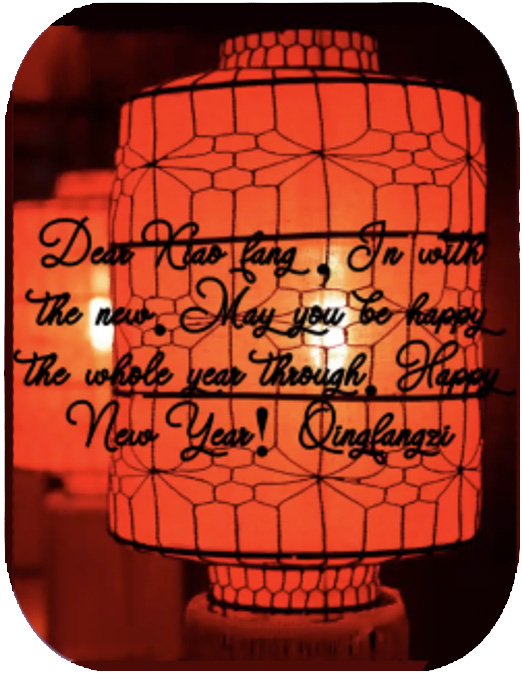 Dear Xiao fang , In with
the new. May you be happy
the whole year through. Happy
New Year! Qingfangzi